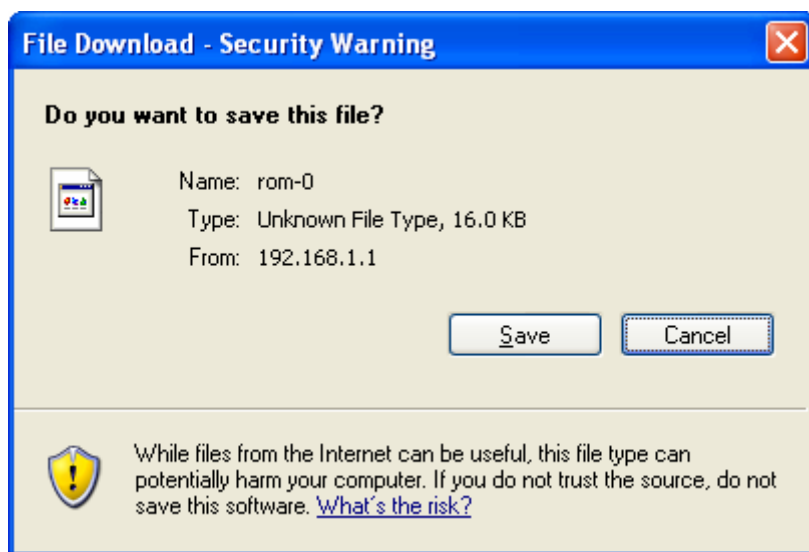 File Download - Security Warning
Do you want to save this file?
Name: rom-0
Type: Unknown File Type, 16.0 KB
From: 192.168.1.1
Save Cancel
While files from the Internet can be useful, this file type can
potentially harm your computer. If you do not trust the source, do not
save this software. What's the risk?